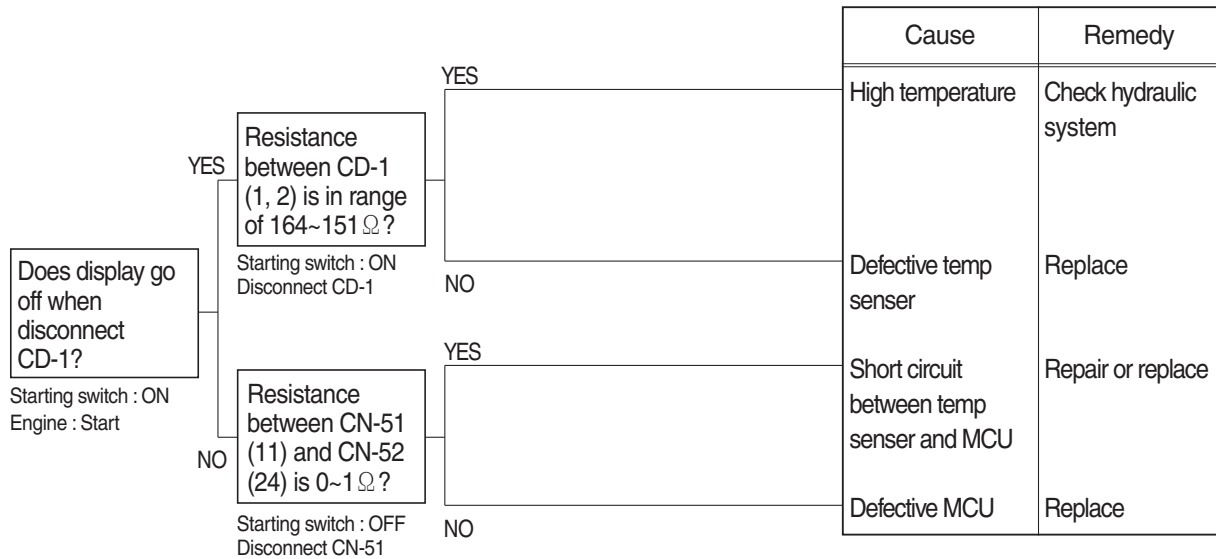 Does display go
off when
disconnect
CD-1?
Starting switch : ON
Engine : Start
YES
Resistance
between CD-1
(1, 2) is in range
of 164~151Ω?
Starting switch : ON
Disconnect CD-1
NO
Resistance
between CN-51
(11) and CN-52
(24) is 0~1Ω?
Starting switch : OFF
Disconnect CN-51
YES
NO
YES
NO
Cause Remedy
High temperature Check hydraulic
system
Defective temp Replace
senser
Short circuit Repair or replace
between temp
senser and MCU
Defective MCU Replace